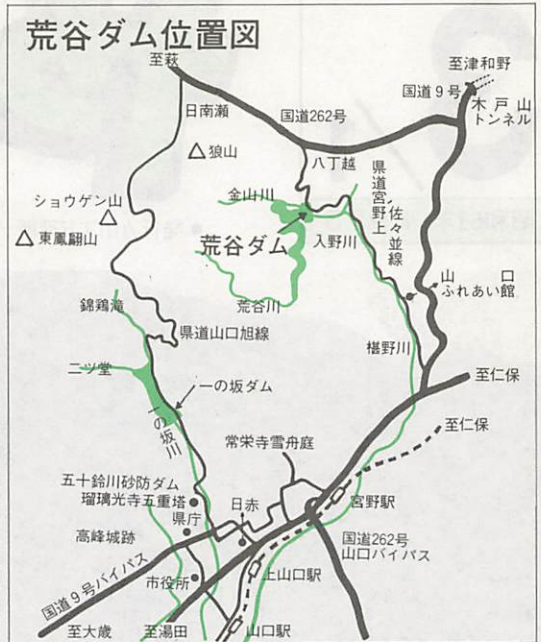 荒谷ダム位置図
至萩
至津和野
国道9号
木戸山
トンネル
日南瀬
国道262号
狼山
八丁越
県道宮野上佐々並線
金山川
ショウゲン山
東鳳翩山
荒谷ダム
入野川
山口
ふれあい館
荒谷川
錦鶏滝
県道山口旭線
椹野川
二ツ堂
一の坂ダム
至仁保
一の坂川
至仁保
常栄寺雪舟庭
五十鈴川砂防ダム
瑠璃光寺五重塔
日赤
宮野駅
県庁
高峰城跡
国道262号
山口バイパス
国道9号バイパス
市役所
上山口駅
至大歳
至湯田
山口駅